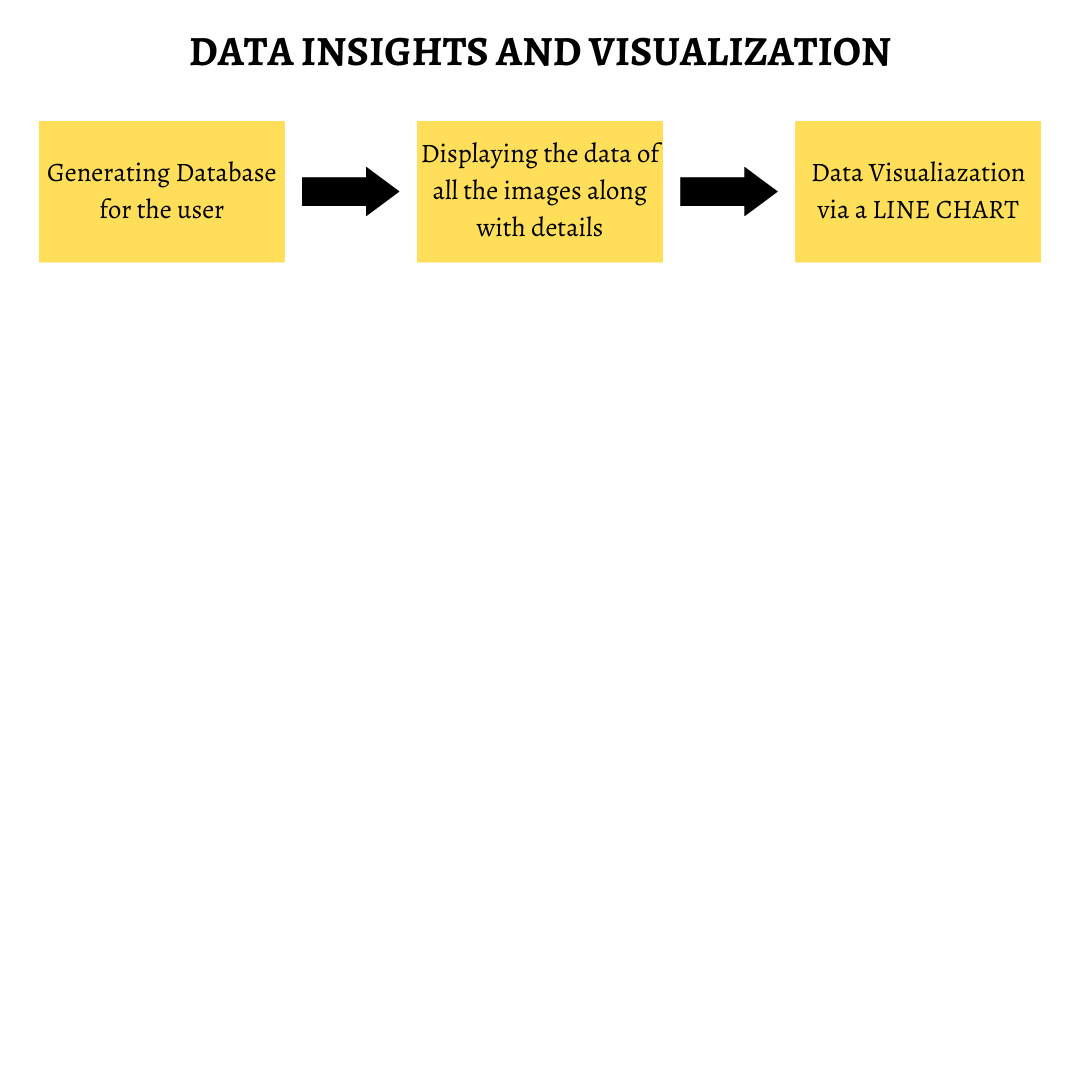 DATA INSIGHTS AND VISUALIZATION
Generating Database
for the user
Displaying the data of
all the images along
with details
Data Visualiazation
via a LINE CHART